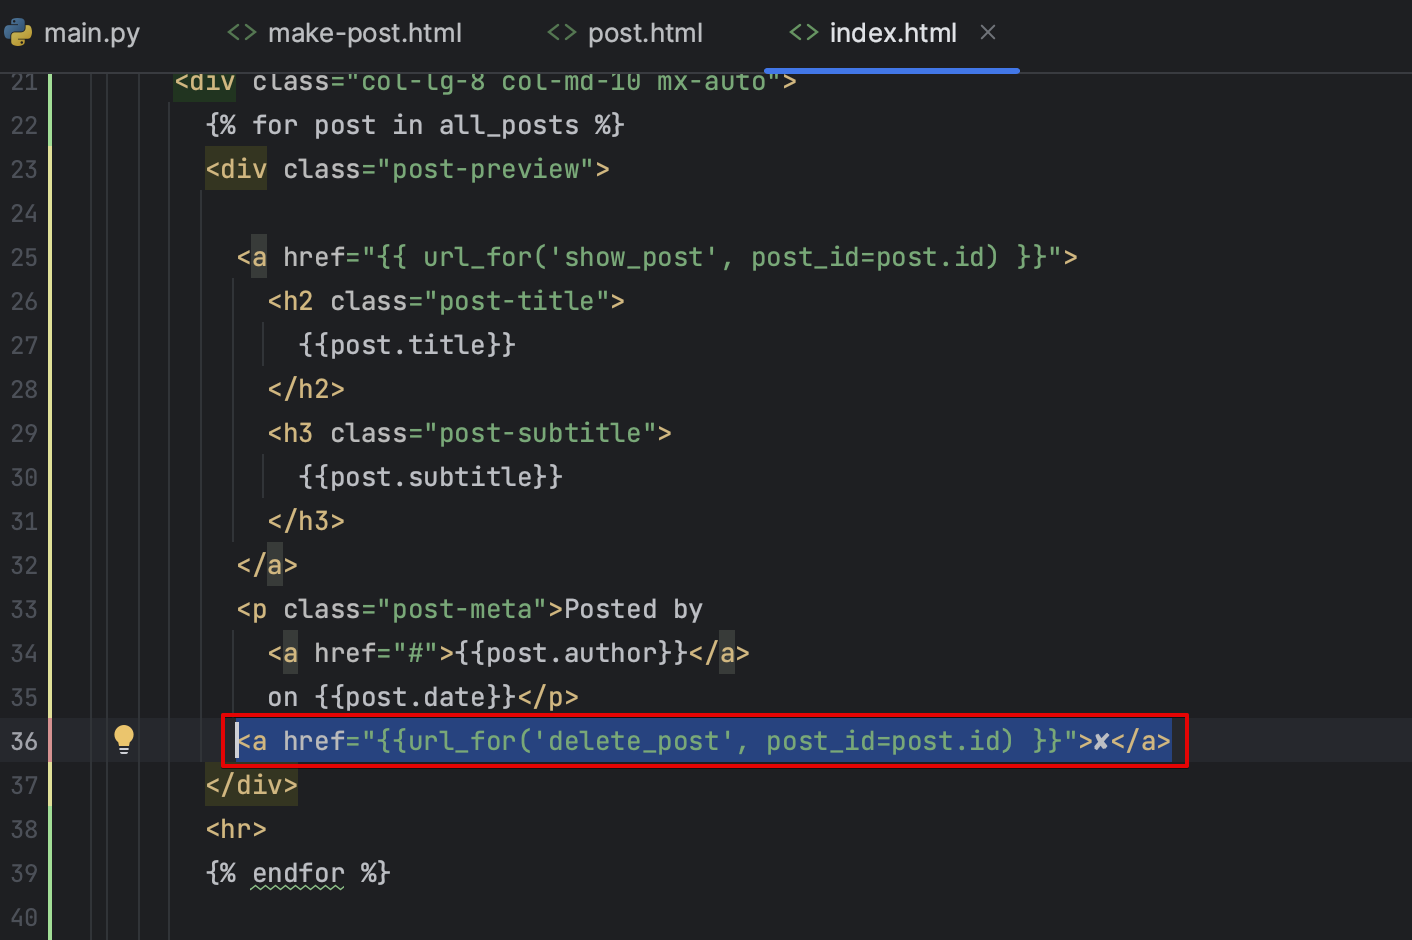 main.py <> make-post.html <> post.html <> index.html ×
21 <div class="col-lg-8 col-md-10 mx-auto">
22 {% for post in all_posts %}
23 <div class="post-preview">
24
25 <a href="{{ url_for('show_post', post_id=post.id) }}">
26 <h2 class="post-title">
27 {{post.title}}
28 </h2>
29 <h3 class="post-subtitle">
30 {{post.subtitle}}
31 </h3>
32 </a>
33 <p class="post-meta">Posted by
34 <a href="#">{{post.author}}</a>
35 on {{post.date}}</p>
36 <a href="{{url_for('delete_post', post_id=post.id) }}">✘</a>
37 </div>
38 <hr>
39 {% endfor %}
40